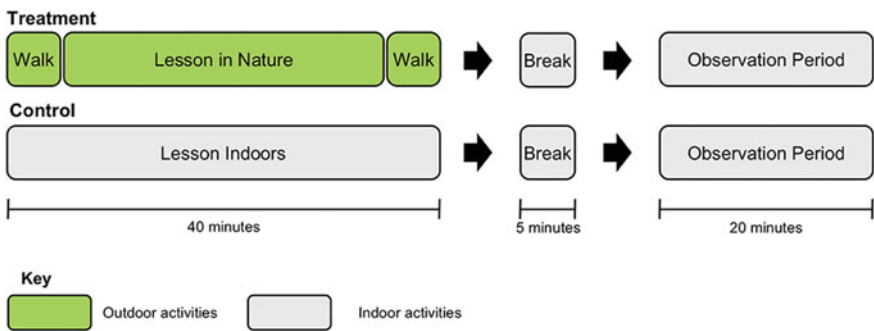 Treatment
Walk Lesson in Nature Walk Break Observation Period
Control
Lesson Indoors Break Observation Period
40 minutes 5 minutes 20 minutes
Key
Outdoor activities Indoor activities